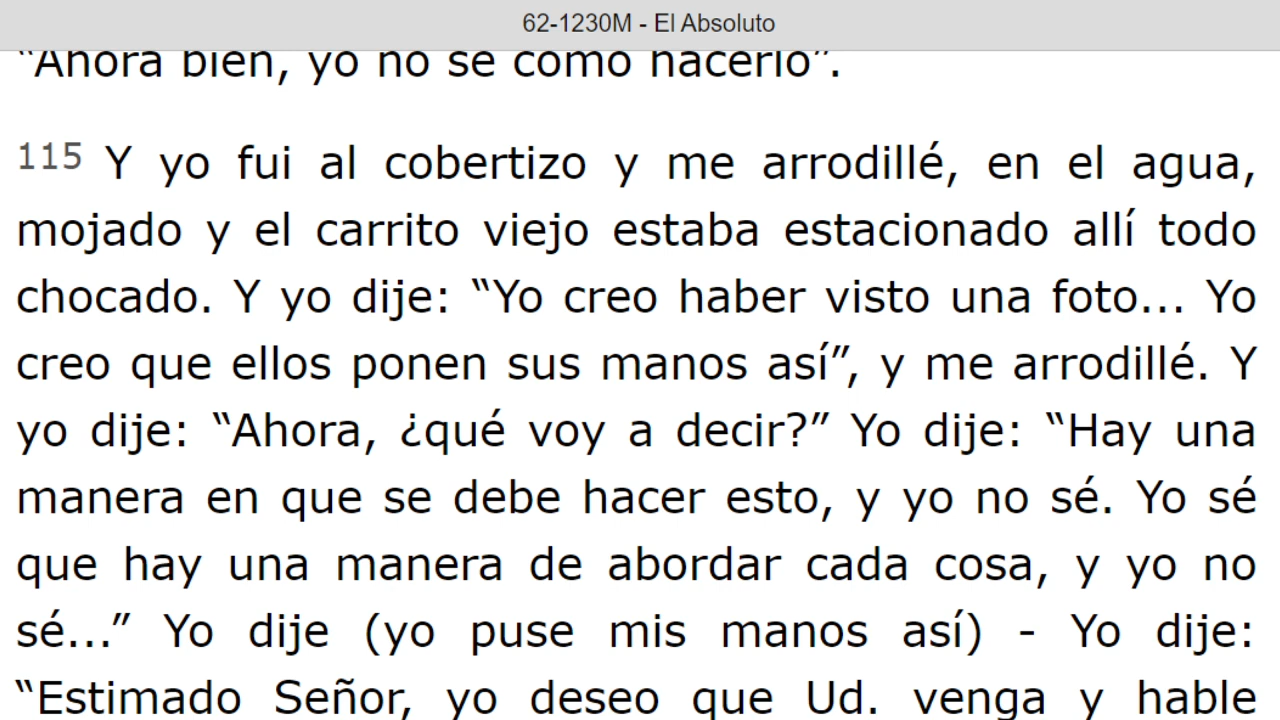 62-1230M - El Absoluto
“Ahora bien, yo no sé cómo hacerlo”.
115 Y yo fui al cobertizo y me arrodillé, en el agua,
mojado y el carrito viejo estaba estacionado allí todo
chocado. Y yo dije: “Yo creo haber visto una foto... Yo
creo que ellos ponen sus manos así”, y me arrodillé. Y
yo dije: “Ahora, ¿qué voy a decir?” Yo dije: “Hay una
manera en que se debe hacer esto, y yo no sé. Yo sé
que hay una manera de abordar cada cosa, y yo no
sé...” Yo dije (yo puse mis manos así) - Yo dije:
“Estimado Señor, yo deseo que Ud. venga y hable